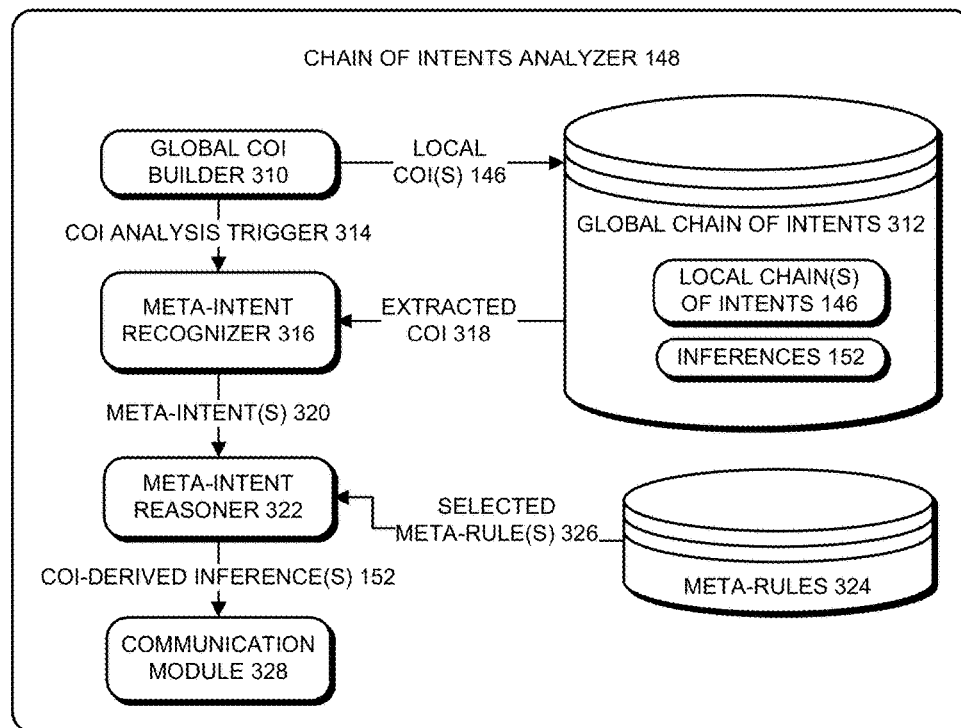 CHAIN OF INTENTS ANALYZER 148
GLOBAL COI
BUILDER 310
LOCAL
COI(S) 146
GLOBAL CHAIN OF INTENTS 312
LOCAL CHAIN(S)
OF INTENTS 146
INFERENCES 152
COI ANALYSIS TRIGGER 314
META-INTENT
RECOGNIZER 316
EXTRACTED
COI 318
META-INTENT(S) 320
META-INTENT
REASONER 322
SELECTED
META-RULE(S) 326
META-RULES 324
COI-DERIVED INFERENCE(S) 152
COMMUNICATION
MODULE 328